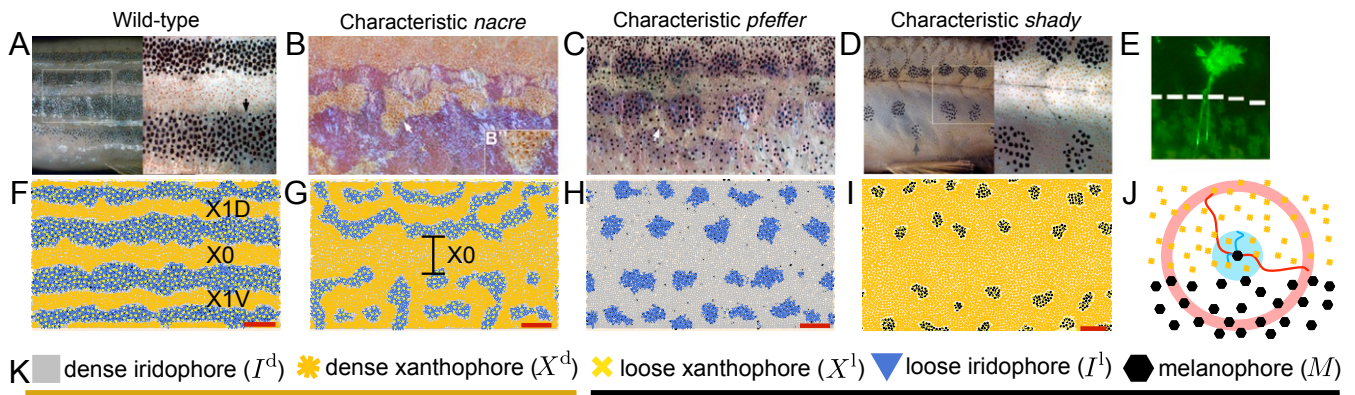 Wild-type
Characteristic nacre
Characteristic pfeffer
Characteristic shady
A
B
B''
C
D
E
F
X1D
X0
X1V
G
X0
H
I
J
K
dense iridophore (I^d)
dense xanthophore (X^d)
loose xanthophore (X^l)
loose iridophore (I^l)
melanophore (M)